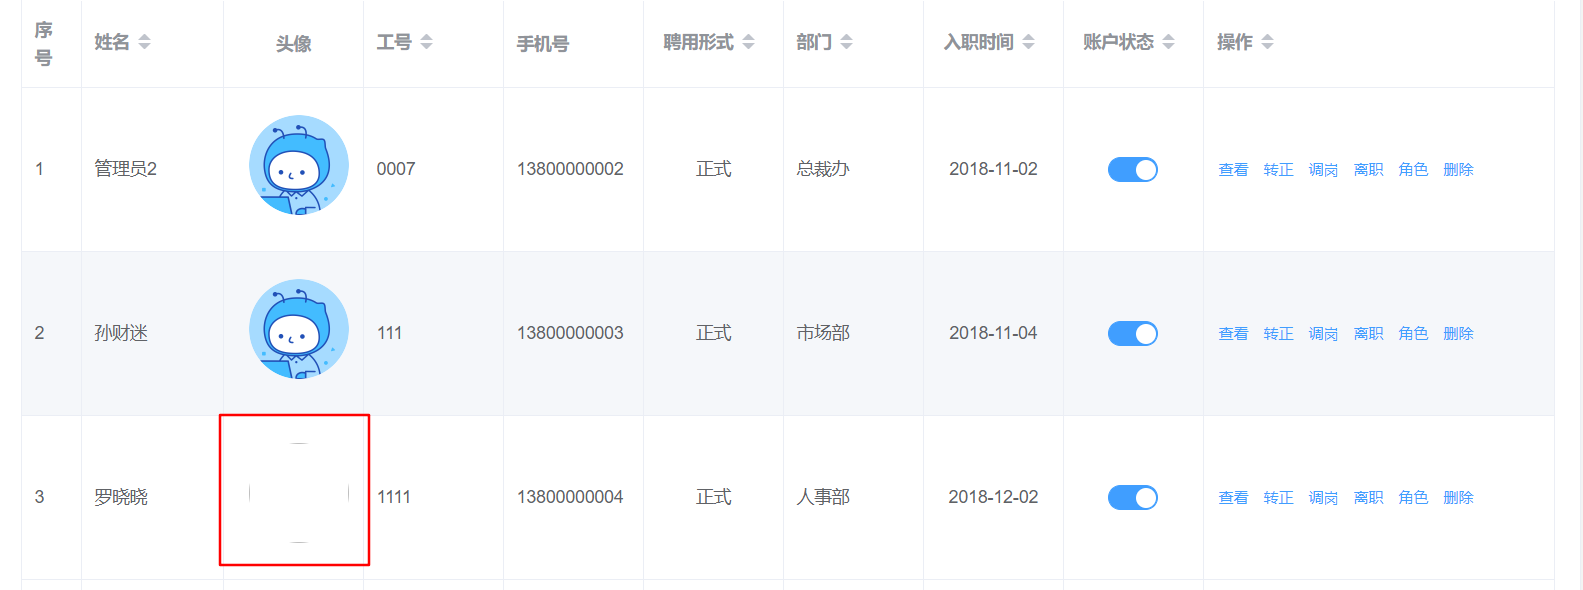 序号 姓名 头像 工号 手机号 聘用形式 部门 入职时间 账户状态 操作
1 管理员2 0007 13800000002 正式 总裁办 2018-11-02 查看 转正 调岗 离职 角色 删除
2 孙财迷 111 13800000003 正式 市场部 2018-11-04 查看 转正 调岗 离职 角色 删除
3 罗晓晓 1111 13800000004 正式 人事部 2018-12-02 查看 转正 调岗 离职 角色 删除